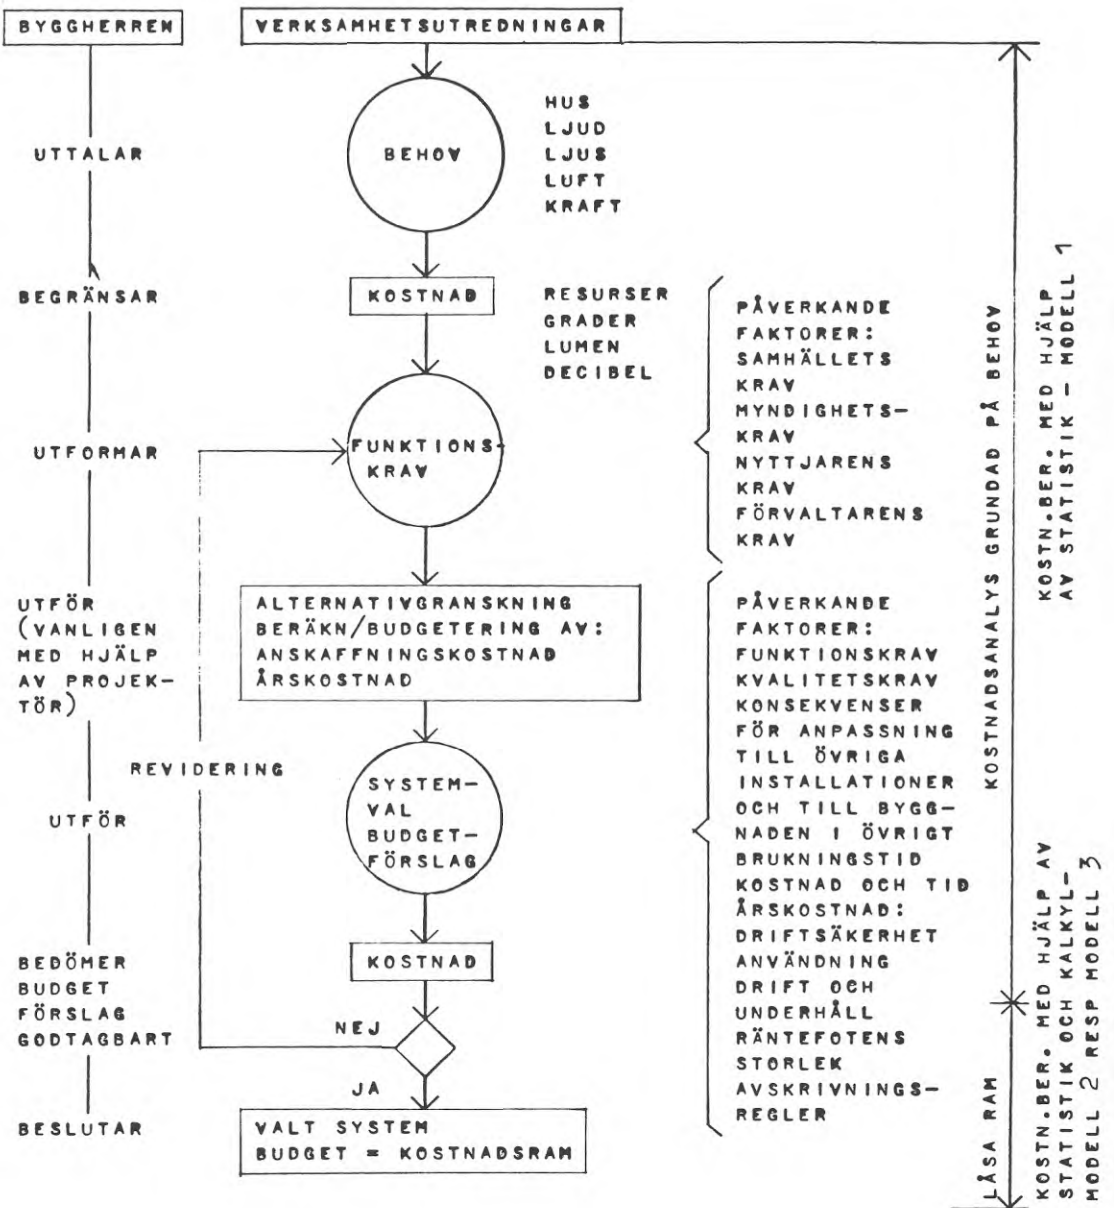 BYGGHERREN
UTTALAR
BEGRÄNSAR
UTFORMAR
UTFÖR
(VANLIGEN
MED HJÄLP
AV PROJEK-
TÖR)
UTFÖR
BEDÖMER
BUDGET
FÖRSLAG
GODTAGBART
BESLUTAR
VERKSAMHETSUTREDNINGAR
BEHOV
HUS
LJUD
LJUS
LUFT
KRAFT
KOSTNAD
RESURSER
GRADER
LUMEN
DECIBEL
FUNKTIONS-
KRAV
ALTERNATIVGRANSKNING
BERÄKN/BUDGETERING AV:
ANSKAFFNINGSKOSTNAD
ÅRSKOSTNAD
REVIDERING
SYSTEM-
VAL
BUDGET-
FÖRSLAG
KOSTNAD
NEJ
JA
VALT SYSTEM
BUDGET = KOSTNADSRAM
PÅVERKANDE
FAKTORER:
SAMHÄLLETS
KRAV
MYNDIGHETS-
KRAV
NYTTJARENS
KRAV
FÖRVALTARENS
KRAV
PÅVERKANDE
FAKTORER:
FUNKTIONSKRAV
KVALITETSKRAV
KONSEKVENSER
FÖR ANPASSNING
TILL ÖVRIGA
INSTALLATIONER
OCH TILL BYGG-
NADEN I ÖVRIGT
BRUKNINGSTID
KOSTNAD OCH TID
ÅRSKOSTNAD:
DRIFTSÄKERHET
ANVÄNDNING
DRIFT OCH
UNDERHÅLL
RÄNTEFOTENS
STORLEK
AVSKRIVNINGS-
REGLER
KOSTNADSANALYS GRUNDAD PÅ BEHOV
LÅSA RAM
KOSTN.BER. MED HJÄLP
AV STATISTIK - MODELL 1
KOSTN.BER. MED HJÄLP AV
STATISTIK OCH KALKYL-
MODELL 2 RESP MODELL 3